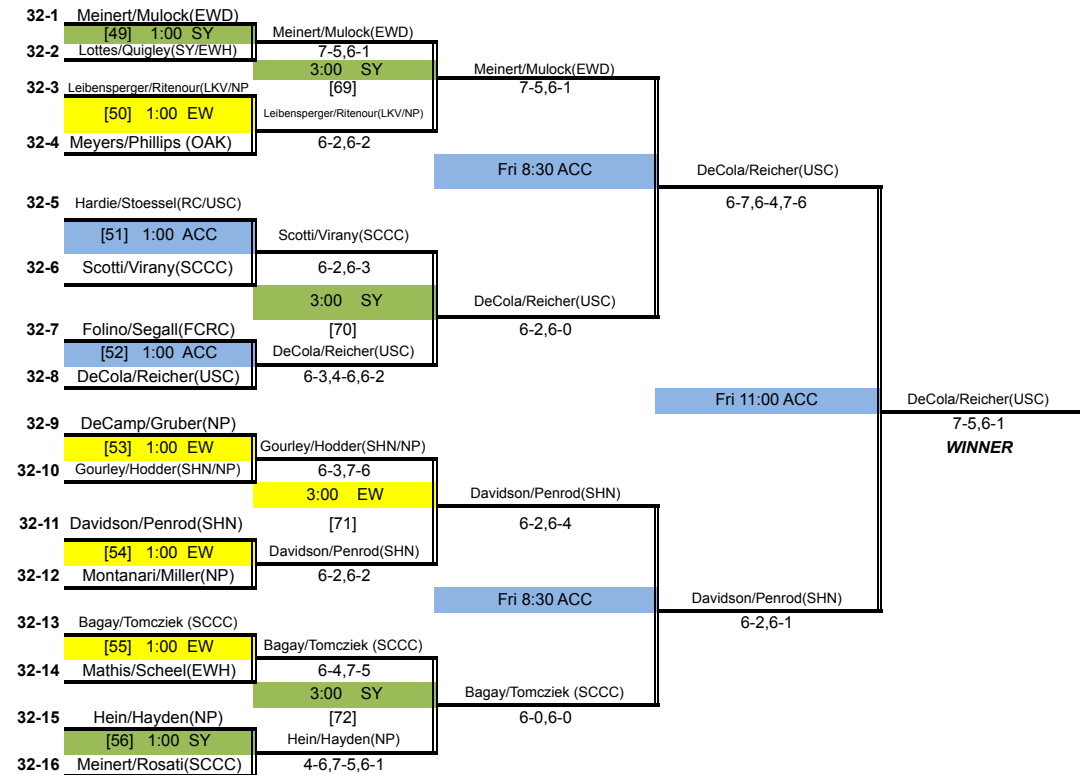 32-1 Meinert/Mulock(EWD)
[49] 1:00 SY
32-2 Lottes/Quigley(SY/EWH)
32-3 Leibensperger/Ritenour(LKV/NP
[50] 1:00 EW
32-4 Meyers/Phillips (OAK)
32-5 Hardie/Stoessel(RC/USC)
[51] 1:00 ACC
32-6 Scotti/Virany(SCCC)
32-7 Folino/Segall(FCRC)
[52] 1:00 ACC
32-8 DeCola/Reicher(USC)
32-9 DeCamp/Gruber(NP)
[53] 1:00 EW
32-10 Gourley/Hodder(SHN/NP)
32-11 Davidson/Penrod(SHN)
[54] 1:00 EW
32-12 Montanari/Miller(NP)
32-13 Bagay/Tomcziek (SCCC)
[55] 1:00 EW
32-14 Mathis/Scheel(EWH)
32-15 Hein/Hayden(NP)
[56] 1:00 SY
32-16 Meinert/Rosati(SCCC)
Meinert/Mulock(EWD)
7-5,6-1
3:00 SY
[69]
Leibensperger/Ritenour(LKV/NP)
6-2,6-2
Scotti/Virany(SCCC)
6-2,6-3
3:00 SY
[70]
DeCola/Reicher(USC)
6-3,4-6,6-2
Gourley/Hodder(SHN/NP)
6-3,7-6
3:00 EW
[71]
Davidson/Penrod(SHN)
6-2,6-2
Bagay/Tomcziek (SCCC)
6-4,7-5
3:00 SY
[72]
Hein/Hayden(NP)
4-6,7-5,6-1
Meinert/Mulock(EWD)
7-5,6-1
Fri 8:30 ACC
DeCola/Reicher(USC)
6-2,6-0
Davidson/Penrod(SHN)
6-2,6-4
Fri 8:30 ACC
Bagay/Tomcziek (SCCC)
6-0,6-0
DeCola/Reicher(USC)
6-7,6-4,7-6
Fri 11:00 ACC
Davidson/Penrod(SHN)
6-2,6-1
DeCola/Reicher(USC)
7-5,6-1
WINNER